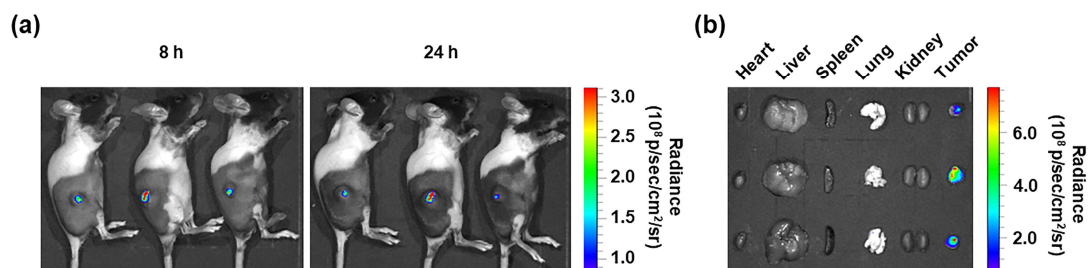 (a)
8 h
24 h
3.0
2.5
2.0
1.5
1.0
Radiance
(10⁸ p/sec/cm²/sr)
(b)
Heart
Liver
Spleen
Lung
Kidney
Tumor
6.0
4.0
2.0
Radiance
(10⁸ p/sec/cm²/sr)